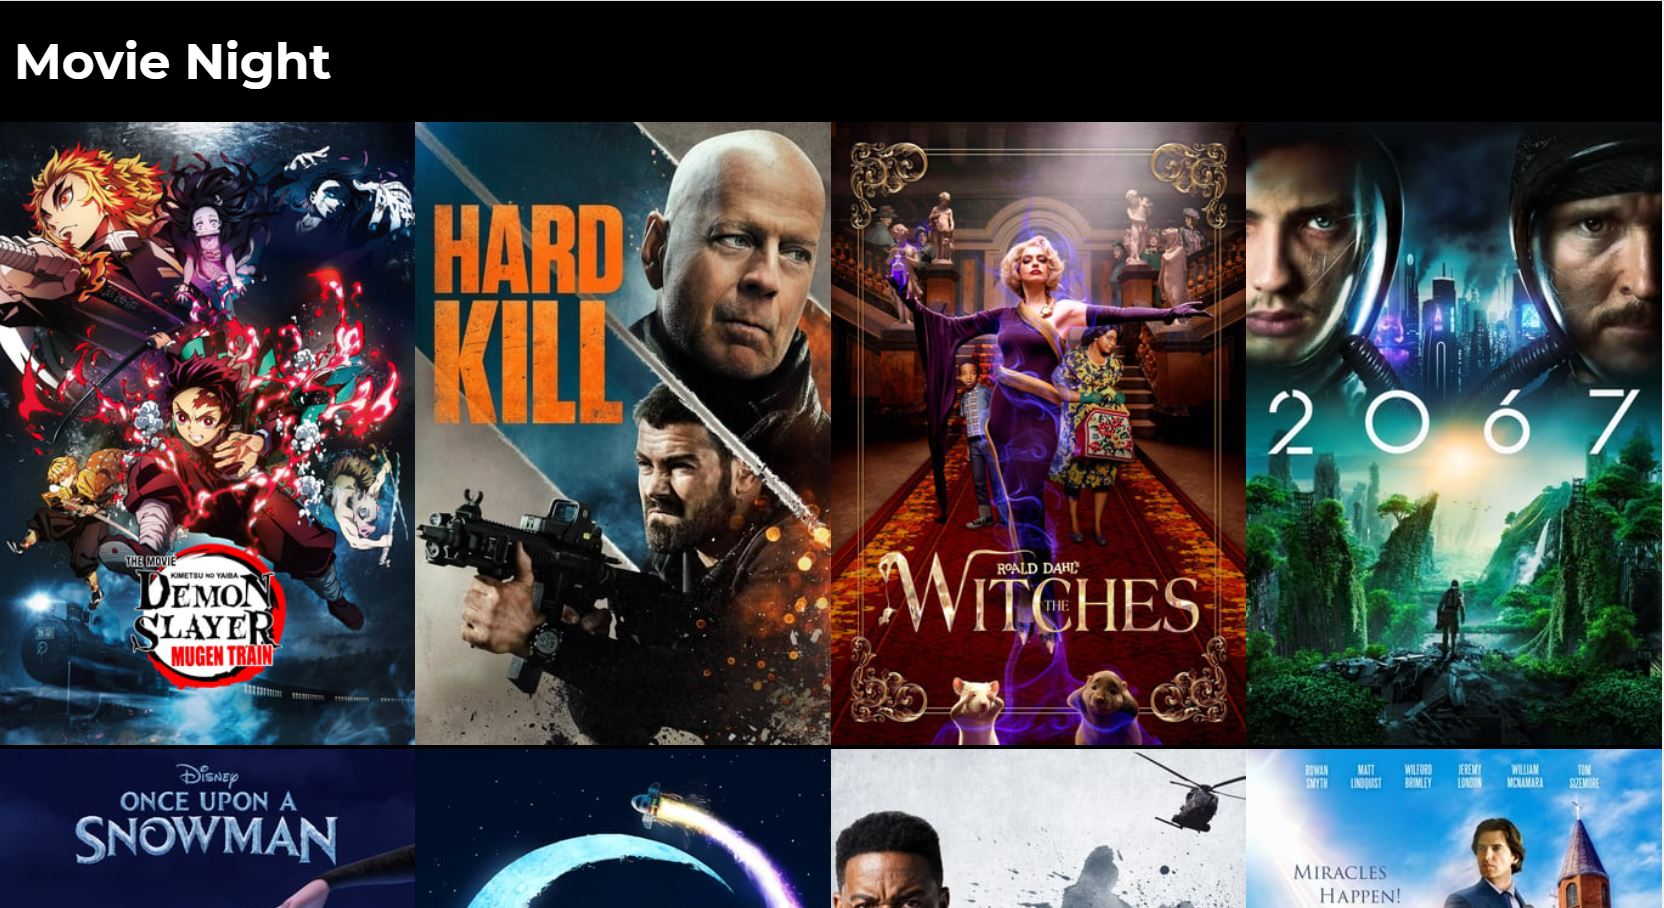 Movie Night
THE MOVIE
KIMETSU NO YAIBA
DEMON
SLAYER
MUGEN TRAIN
HARD
KILL
ROALD DAHL'S
THE
WITCHES
2067
Disney
ONCE UPON A
SNOWMAN
ROWAN SMYTH
MATT LINDQUIST
WILFORD BRIMLEY
JEREMY LONDON
WILLIAM MCNAMARA
TOM SIZEMORE
MIRACLES
HAPPEN!